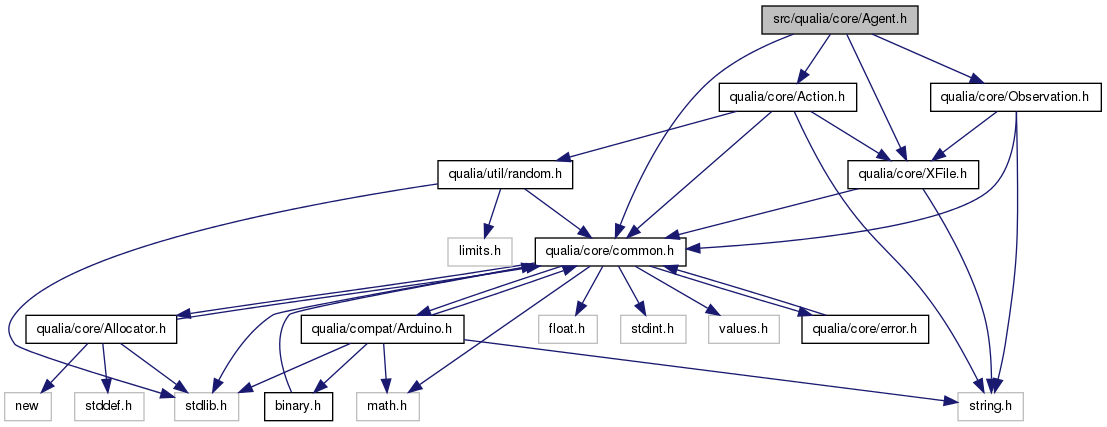 src/qualia/core/Agent.h
qualia/core/Action.h
qualia/core/Observation.h
qualia/util/random.h
qualia/core/XFile.h
limits.h
qualia/core/common.h
qualia/core/Allocator.h
qualia/compat/Arduino.h
float.h
stdint.h
values.h
qualia/core/error.h
new
stddef.h
stdlib.h
binary.h
math.h
string.h